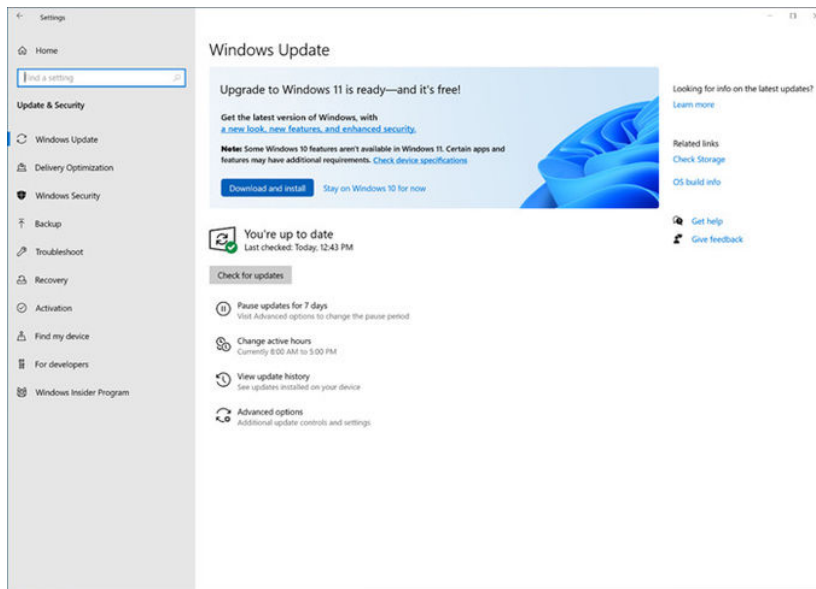 Settings
Home
Find a setting
Update & Security
Windows Update
Delivery Optimization
Windows Security
Backup
Troubleshoot
Recovery
Activation
Find my device
For developers
Windows Insider Program
Windows Update
Upgrade to Windows 11 is ready—and it's free!
Get the latest version of Windows, with
a new look, new features, and enhanced security.
Note: Some Windows 10 features aren't available in Windows 11. Certain apps and
features may have additional requirements. Check device specifications
Download and install
Stay on Windows 10 for now
You're up to date
Last checked: Today, 12:43 PM
Check for updates
Pause updates for 7 days
Visit Advanced options to change the pause period
Change active hours
Currently 8:00 AM to 5:00 PM
View update history
See updates installed on your device
Advanced options
Additional update controls and settings
Looking for info on the latest updates?
Learn more
Related links
Check Storage
OS build info
Get help
Give feedback